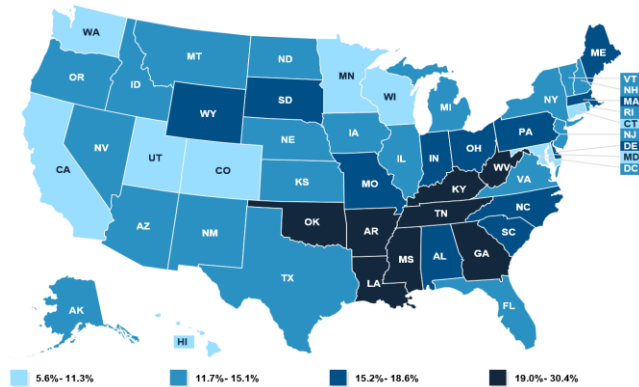 WA
ME
MT
ND
VT
OR
MN
NH
ID
WI
MA
SD
NY
RI
WY
MI
CT
NJ
IA
PA
DE
NE
MD
NV
IL
IN
OH
DC
UT
CO
WV
VA
CA
KS
MO
KY
NC
TN
OK
AZ
NM
AR
SC
MS
AL
GA
TX
LA
FL
AK
HI
5.6%- 11.3%
11.7%- 15.1%
15.2%- 18.6%
19.0%- 30.4%